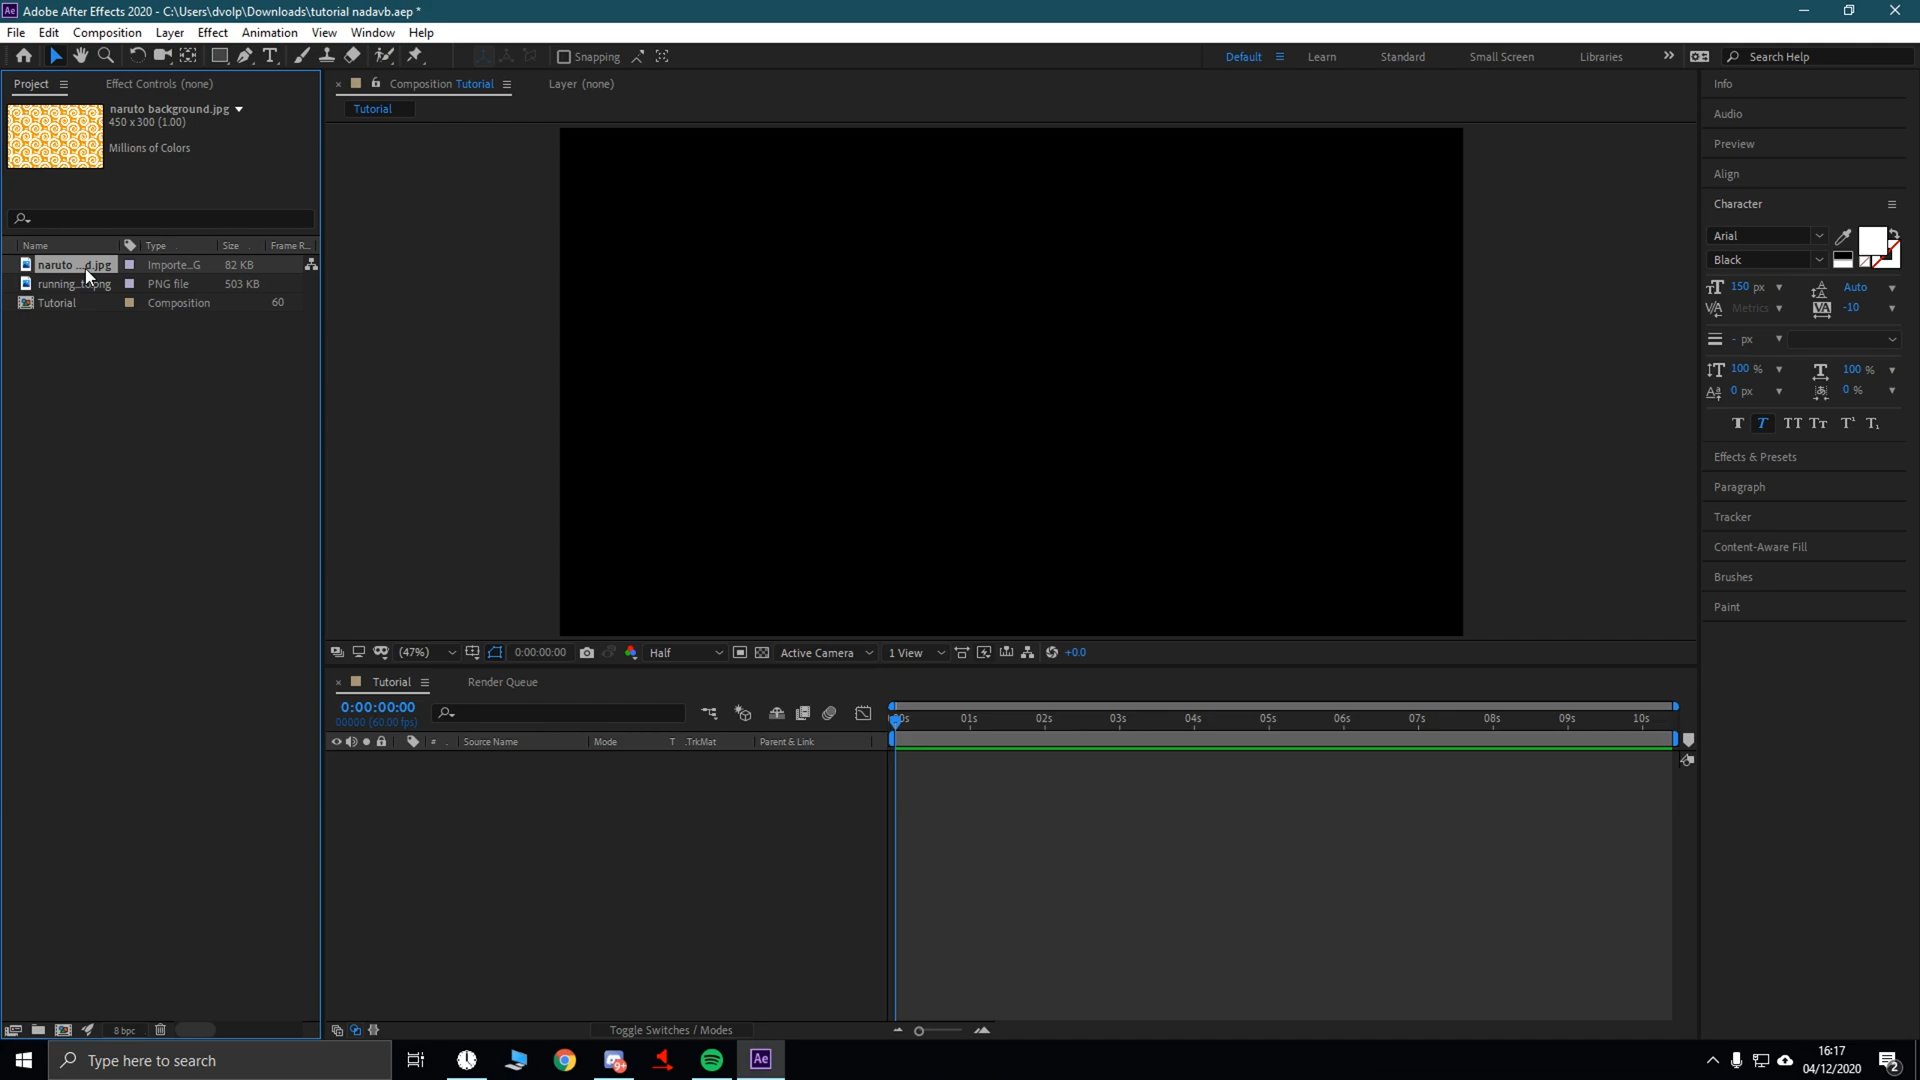 Adobe After Effects 2020 - C:\Users\dvolp\Downloads\tutorial nadavb.aep *
File Edit Composition Layer Effect Animation View Window Help
Snapping
Default Learn Standard Small Screen Libraries
Search Help
Project
Effect Controls (none)
naruto background.jpg
450 x 300 (1.00)
Millions of Colors
Name Type Size Frame R...
naruto ...d.jpg Importe...G 82 KB
running...to.png PNG file 503 KB
Tutorial Composition 60
8 bpc
Composition Tutorial
Layer (none)
Tutorial
(47%) 0:00:00:00 Half Active Camera 1 View +0.0
Tutorial
Render Queue
0:00:00:00
00000 (60.00 fps)
# Source Name Mode T .TrkMat Parent & Link
01s 02s 03s 04s 05s 06s 07s 08s 09s 10s
Toggle Switches / Modes
Info
Audio
Preview
Align
Character
Arial
Black
150 px Auto
Metrics -10
- px
100 % 100 %
0 px 0 %
Effects & Presets
Paragraph
Tracker
Content-Aware Fill
Brushes
Paint
Type here to search
Ae
16:17
04/12/2020
2